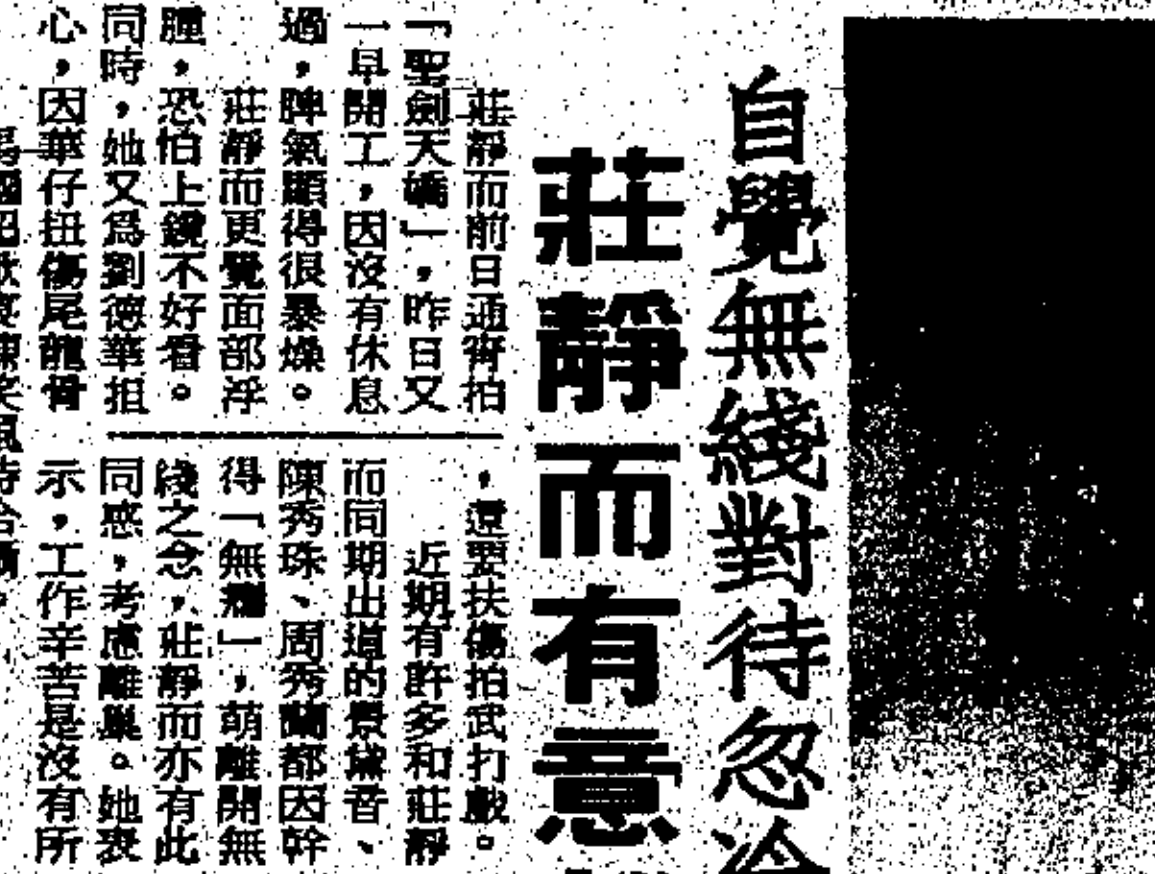 自覺無綫對待忽冷
莊靜而有意
莊靜而前日通宵拍
「聖劍天嬌」，昨日又
一早開工，因沒有休息
過，脾氣顯得很暴燥。
莊靜而更覺面部浮
腫，恐怕上鏡不好看。
同時，她又爲劉德華担
心，因華仔扭傷尾龍骨
，還要扶傷拍武打戲。
近期有許多和莊靜
而同期出道的景黛音、
陳秀珠、周秀蘭都因幹
得「無癮」，萌離開無
綫之念，莊靜而亦有此
同感，考慮離巢。她表
示，工作辛苦是沒有所